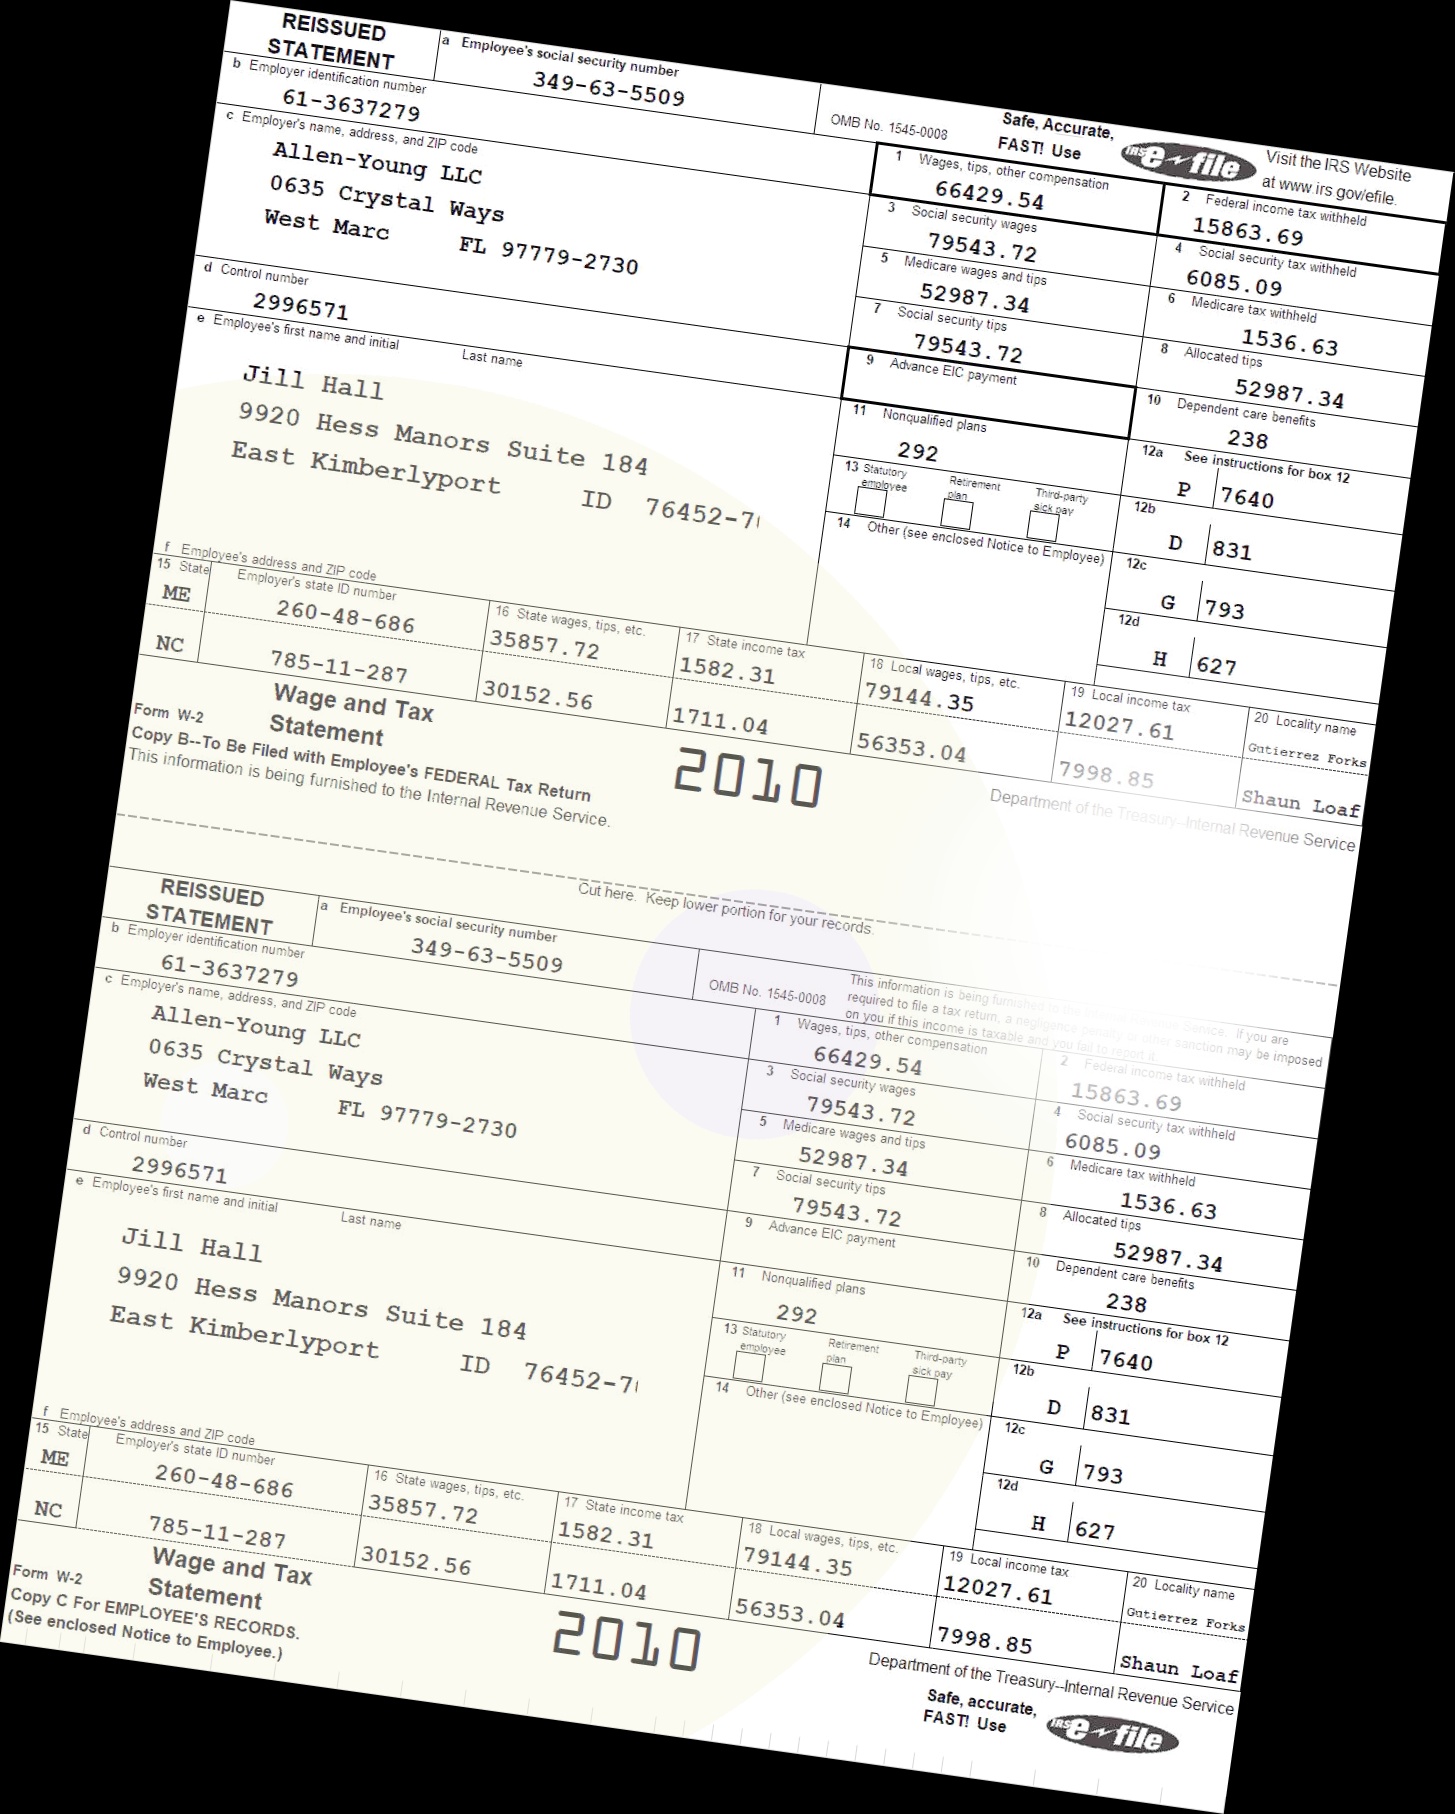 REISSUED
STATEMENT
a Employee's social security number
349-63-5509
OMB No. 1545-0008
Safe, Accurate,
FAST! Use
IRS e-file
Visit the IRS Website
at www.irs.gov/efile.
b Employer identification number
61-3637279
c Employer's name, address, and ZIP code
Allen-Young LLC
0635 Crystal Ways
West Marc FL 97779-2730
1 Wages, tips, other compensation
66429.54
2 Federal income tax withheld
15863.69
3 Social security wages
79543.72
4 Social security tax withheld
6085.09
5 Medicare wages and tips
52987.34
6 Medicare tax withheld
1536.63
d Control number
2996571
7 Social security tips
79543.72
8 Allocated tips
52987.34
e Employee's first name and initial Last name
Jill Hall
9920 Hess Manors Suite 184
East Kimberlyport ID 76452-7
9 Advance EIC payment
10 Dependent care benefits
238
11 Nonqualified plans
292
12a See instructions for box 12
P 7640
13 Statutory employee Retirement plan Third-party sick pay
12b
D 831
14 Other (see enclosed Notice to Employee)
12c
G 793
12d
H 627
f Employee's address and ZIP code
15 State Employer's state ID number
ME 260-48-686
NC 785-11-287
16 State wages, tips, etc.
35857.72
30152.56
17 State income tax
1582.31
1711.04
18 Local wages, tips, etc.
79144.35
56353.04
19 Local income tax
12027.61
7998.85
20 Locality name
Gutierrez Forks
Shaun Loaf
Form W-2
Wage and Tax
Statement
2010
Department of the Treasury--Internal Revenue Service
Copy B--To Be Filed with Employee's FEDERAL Tax Return
This information is being furnished to the Internal Revenue Service.
Cut here. Keep lower portion for your records.
REISSUED
STATEMENT
a Employee's social security number
349-63-5509
OMB No. 1545-0008
This information is being furnished to the Internal Revenue Service. If you are
required to file a tax return, a negligence penalty or other sanction may be imposed
on you if this income is taxable and you fail to report it.
b Employer identification number
61-3637279
c Employer's name, address, and ZIP code
Allen-Young LLC
0635 Crystal Ways
West Marc FL 97779-2730
1 Wages, tips, other compensation
66429.54
2 Federal income tax withheld
15863.69
3 Social security wages
79543.72
4 Social security tax withheld
6085.09
5 Medicare wages and tips
52987.34
6 Medicare tax withheld
1536.63
d Control number
2996571
7 Social security tips
79543.72
8 Allocated tips
52987.34
e Employee's first name and initial Last name
Jill Hall
9920 Hess Manors Suite 184
East Kimberlyport ID 76452-7
9 Advance EIC payment
10 Dependent care benefits
238
11 Nonqualified plans
292
12a See instructions for box 12
P 7640
13 Statutory employee Retirement plan Third-party sick pay
12b
D 831
14 Other (see enclosed Notice to Employee)
12c
G 793
12d
H 627
f Employee's address and ZIP code
15 State Employer's state ID number
ME 260-48-686
NC 785-11-287
16 State wages, tips, etc.
35857.72
30152.56
17 State income tax
1582.31
1711.04
18 Local wages, tips, etc.
79144.35
56353.04
19 Local income tax
12027.61
7998.85
20 Locality name
Gutierrez Forks
Shaun Loaf
Form W-2
Wage and Tax
Statement
2010
Department of the Treasury--Internal Revenue Service
Copy C For EMPLOYEE'S RECORDS.
(See enclosed Notice to Employee.)
Safe, accurate,
FAST! Use
IRS e-file